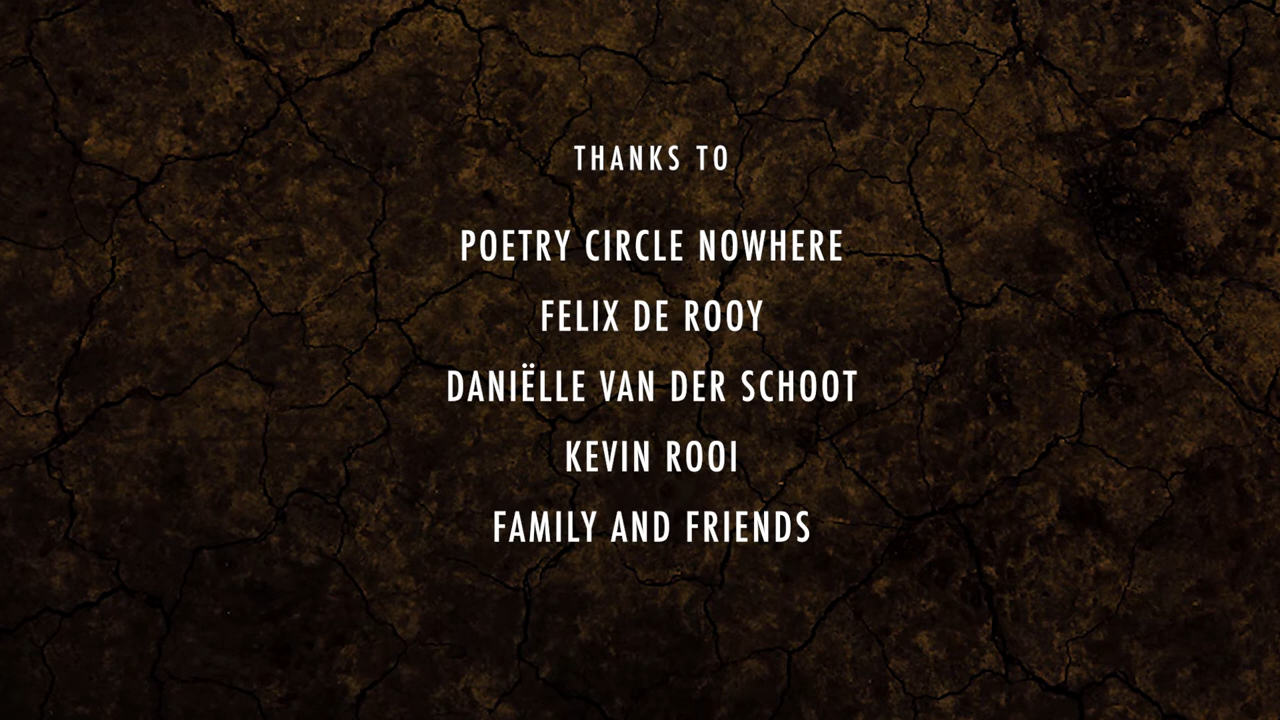 THANKS TO
POETRY CIRCLE NOWHERE
FELIX DE ROOY
DANIËLLE VAN DER SCHOOT
KEVIN ROOI
FAMILY AND FRIENDS